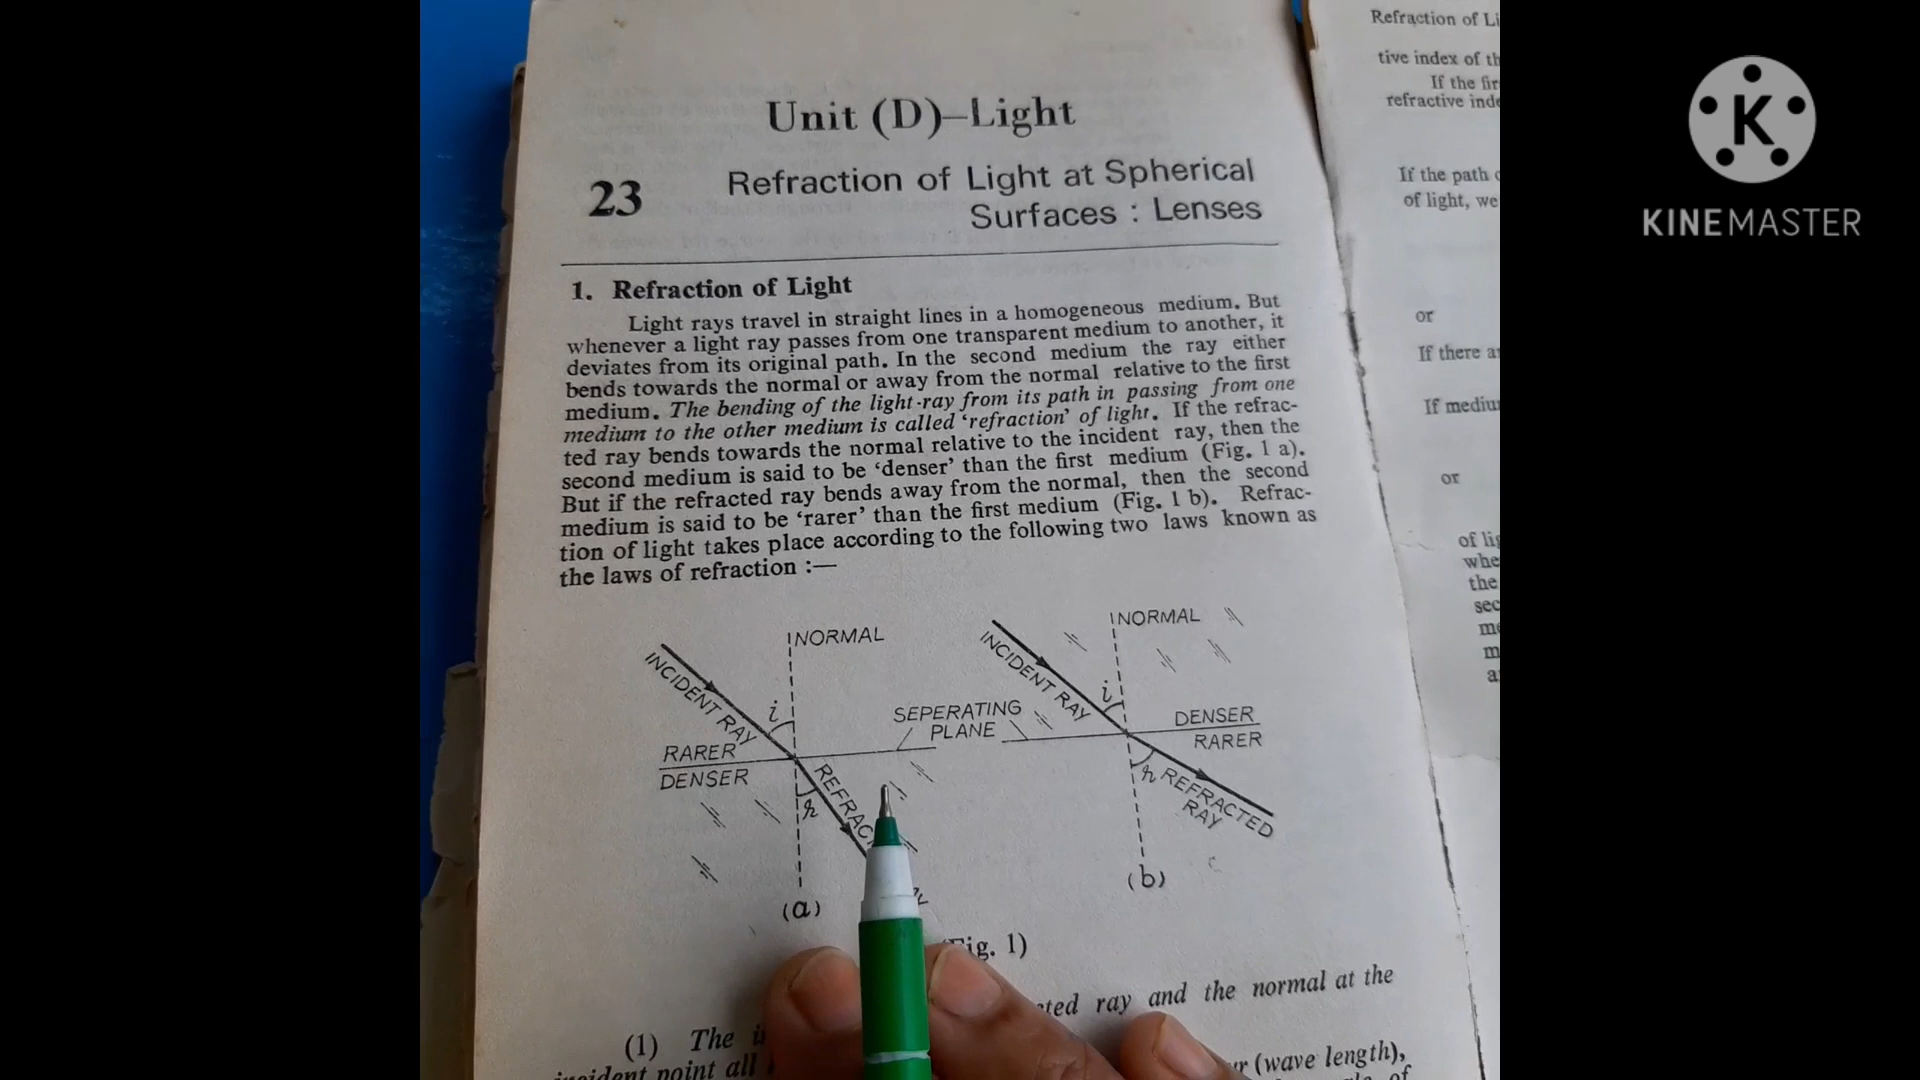 Unit (D)–Light
23
Refraction of Light at Spherical
Surfaces : Lenses
1. Refraction of Light
Light rays travel in straight lines in a homogeneous medium. But
whenever a light ray passes from one transparent medium to another, it
deviates from its original path. In the second medium the ray either
bends towards the normal or away from the normal relative to the first
medium. The bending of the light-ray from its path in passing from one
medium to the other medium is called ‘refraction’ of light. If the refrac-
ted ray bends towards the normal relative to the incident ray, then the
second medium is said to be ‘denser’ than the first medium (Fig. 1 a).
But if the refracted ray bends away from the normal, then the second
medium is said to be ‘rarer’ than the first medium (Fig. 1 b). Refrac-
tion of light takes place according to the following two laws known as
the laws of refraction :—
NORMAL
INCIDENT RAY
i
RARER
DENSER
r
(a)
SEPERATING
PLANE
NORMAL
INCIDENT RAY
i
DENSER
RARER
r
REFRACTED
RAY
(b)
1)
(1) The
ray and the normal at the
point all
(wave length),
of
Refraction of
tive index of
If the
refractive
If the path
of light, we
or
If there
If
or
of
the
KINEMASTER